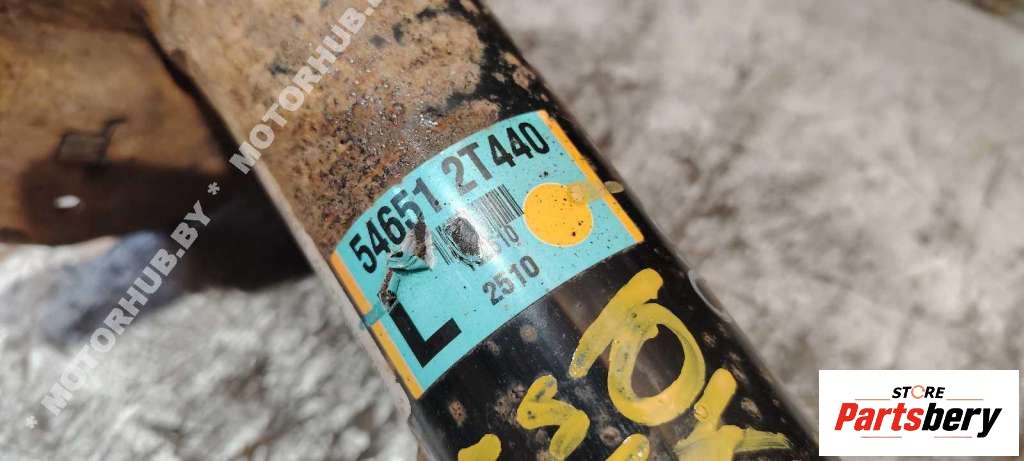 * MOTORHUB.BY * MOTORHUB.BY *
54651 2T440
2510
L
STORE
Partsbery